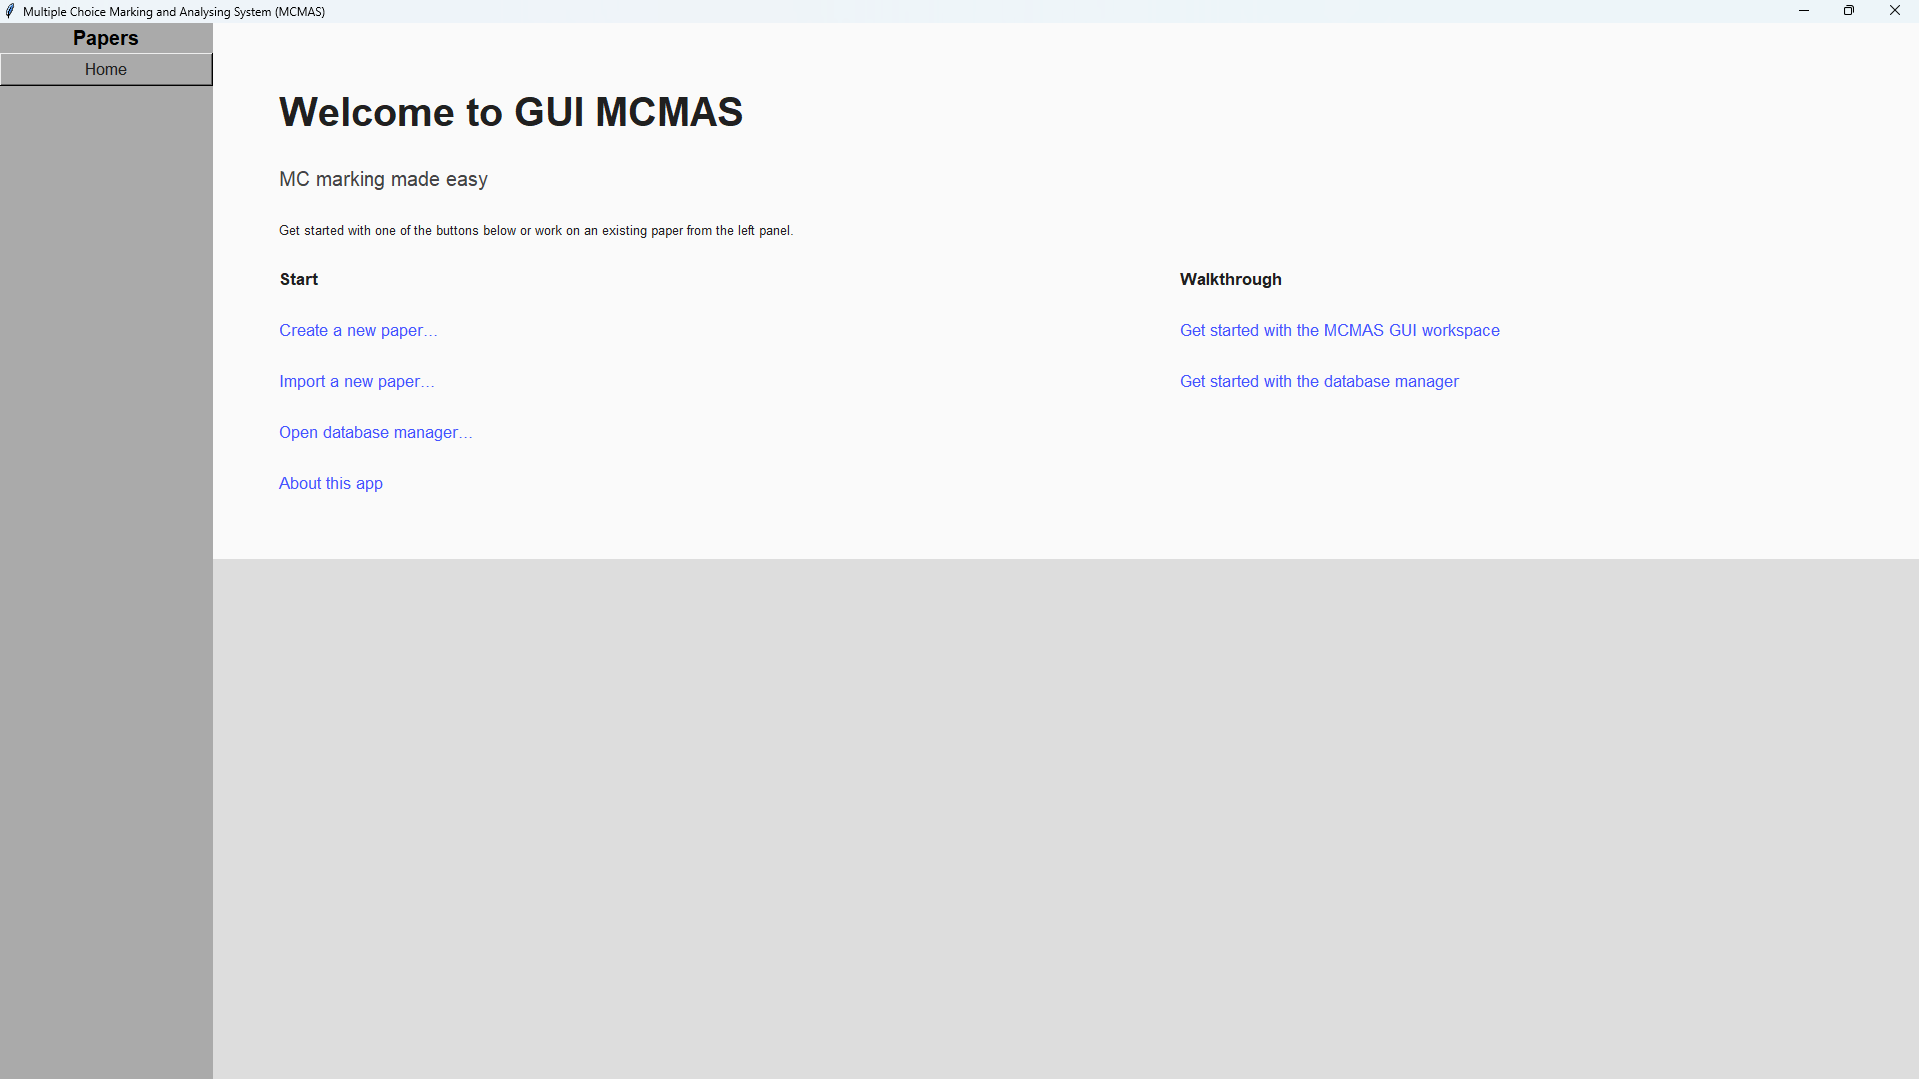 Multiple Choice Marking and Analysing System (MCMAS)
Papers
Home
Welcome to GUI MCMAS
MC marking made easy
Get started with one of the buttons below or work on an existing paper from the left panel.
Start
Create a new paper...
Import a new paper...
Open database manager...
About this app
Walkthrough
Get started with the MCMAS GUI workspace
Get started with the database manager